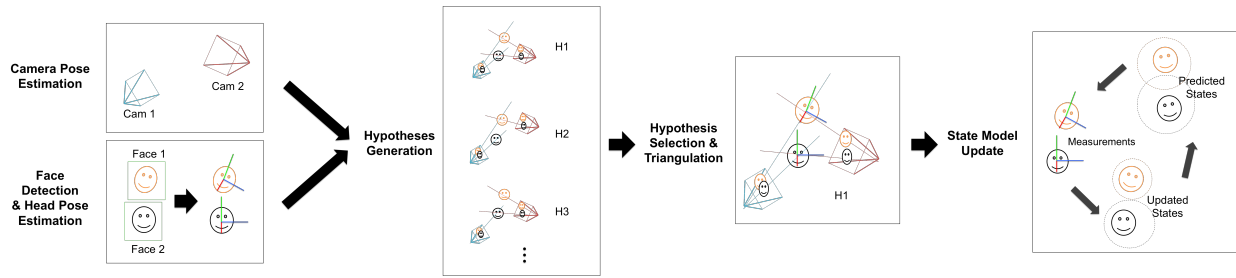 Camera Pose
Estimation
Cam 1
Cam 2
Face
Detection
& Head Pose
Estimation
Face 1
Face 2
Hypotheses
Generation
H1
H2
H3
Hypothesis
Selection &
Triangulation
H1
State Model
Update
Predicted
States
Measurements
Updated
States